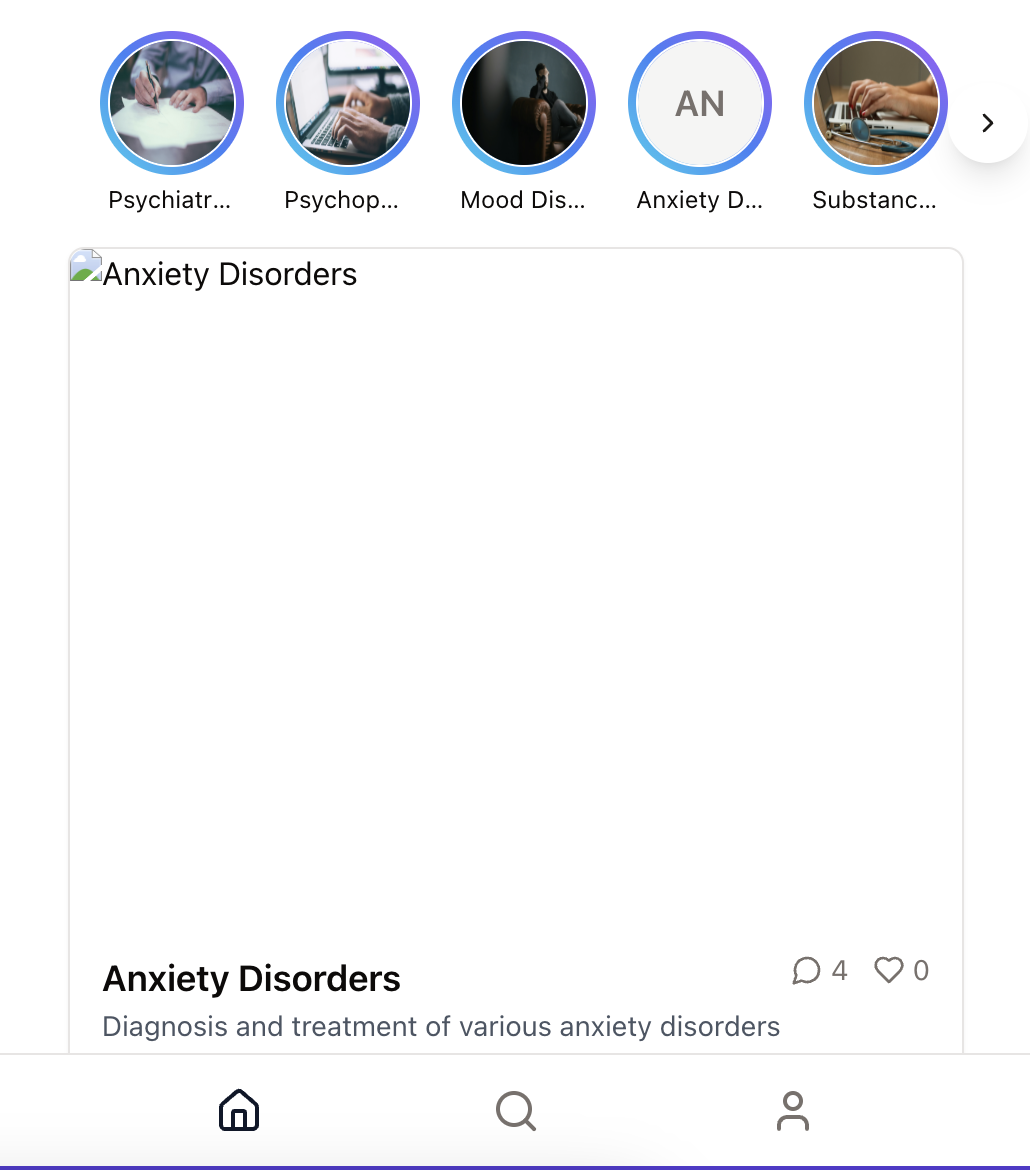 AN
Psychiatr...
Psychop...
Mood Dis...
Anxiety D...
Substanc...
Anxiety Disorders
Anxiety Disorders
4
0
Diagnosis and treatment of various anxiety disorders